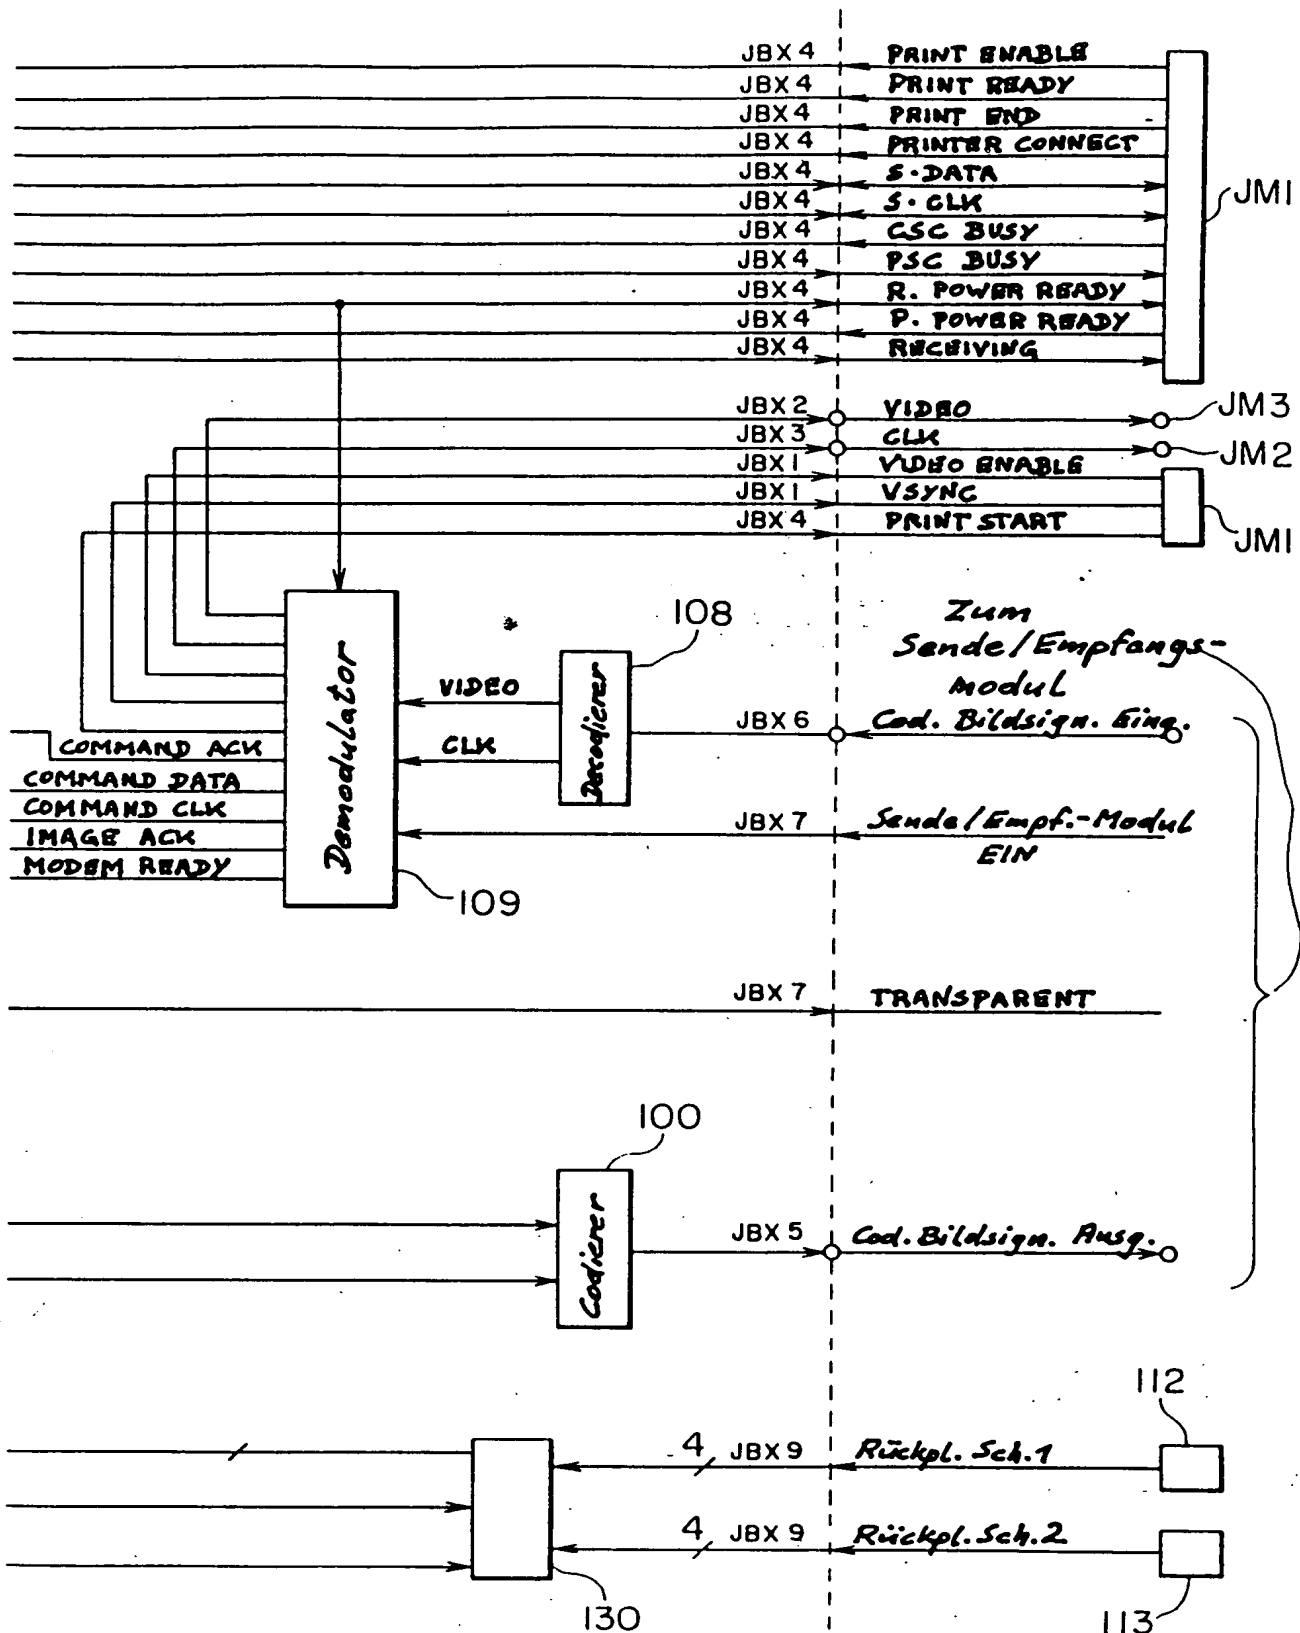 JBX 4 PRINT ENABLE
JBX 4 PRINT READY
JBX 4 PRINT END
JBX 4 PRINTER CONNECT
JBX 4 S·DATA
JM1
JBX 4 S·CLK
JBX 4 CSC BUSY
JBX 4 PSC BUSY
JBX 4 R. POWER READY
JBX 4 P. POWER READY
JBX 4 RECEIVING
JBX 2 VIDEO JM3
JBX 3 CLK JM2
JBX 1 VIDEO ENABLE
JBX 1 VSYNC
JBX 4 PRINT START JM1
108
Zum
Sende/Empfangs-
modul
Demodulator
VIDEO
Decodierer
JBX 6 Cod. Bildsign. Eing.
COMMAND ACK
CLK
COMMAND DATA
COMMAND CLK
IMAGE ACK
JBX 7 Sende/Empf.-Modul
EIN
MODEM READY
109
JBX 7 TRANSPARENT
100
Codierer
JBX 5 Cod. Bildsign. Ausg.
112
4 JBX 9 Rückpl. Sch.1
4 JBX 9 Rückpl. Sch.2
130
113